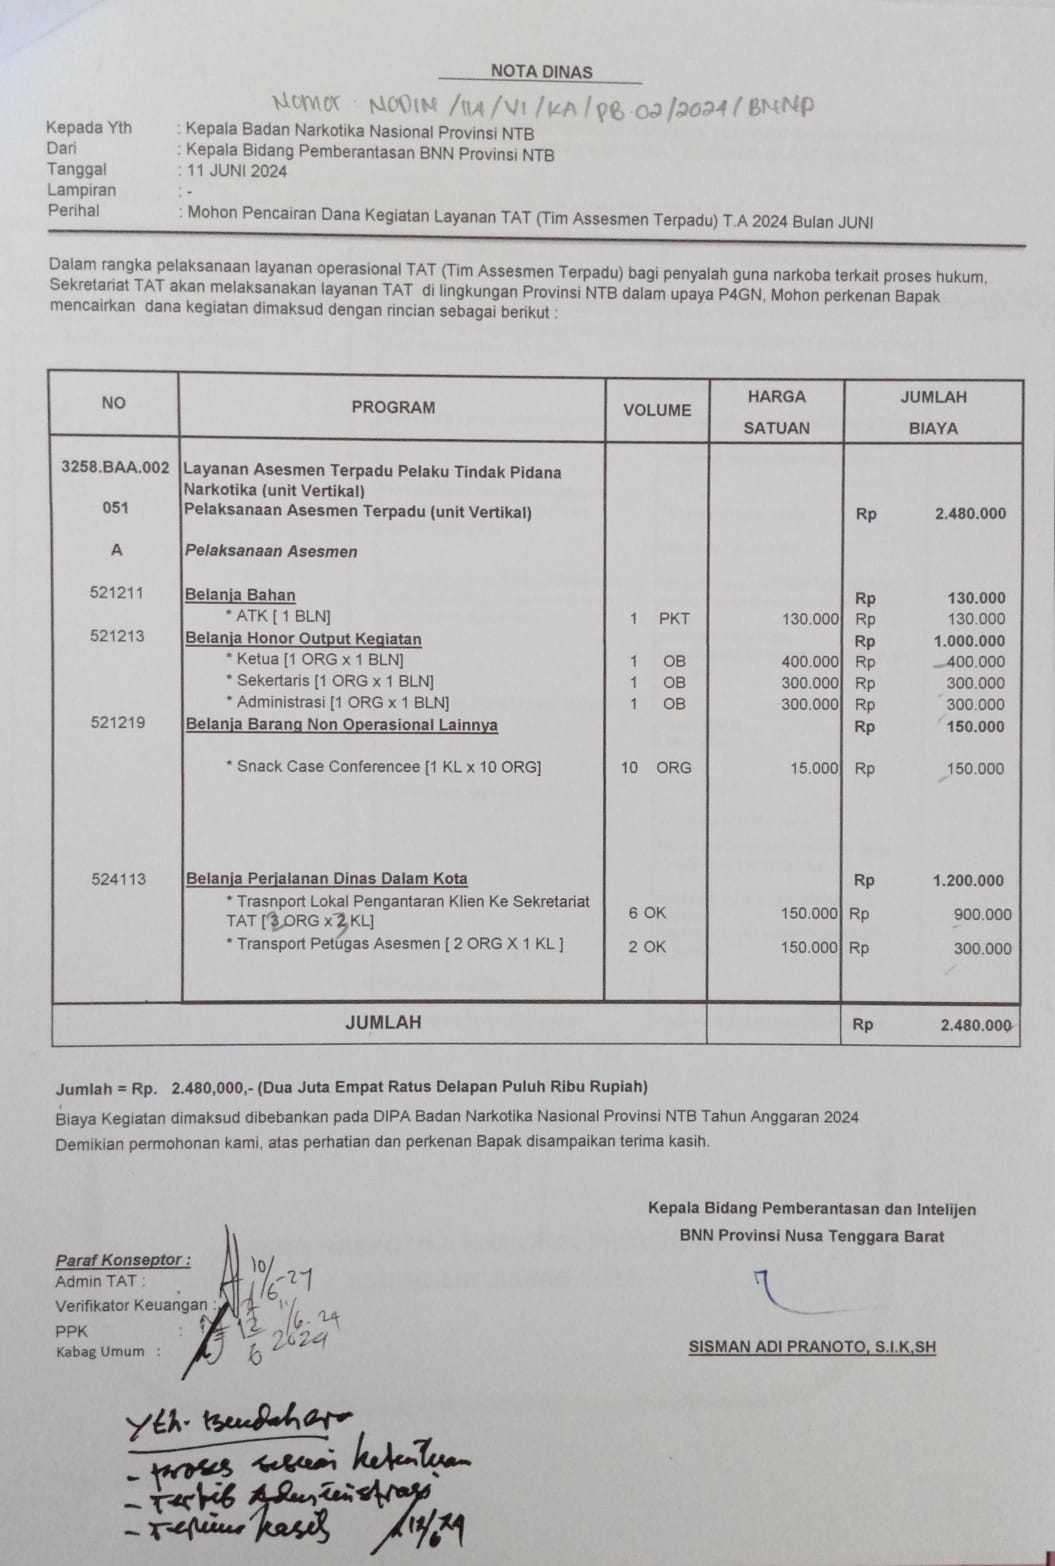 NOTA DINAS
Nomor : NODIN /11A/VI/KA/PB.02/2024/BNNP
Kepada Yth : Kepala Badan Narkotika Nasional Provinsi NTB
Dari : Kepala Bidang Pemberantasan BNN Provinsi NTB
Tanggal : 11 JUNI 2024
Lampiran : -
Perihal : Mohon Pencairan Dana Kegiatan Layanan TAT (Tim Assesmen Terpadu) T.A 2024 Bulan JUNI
Dalam rangka pelaksanaan layanan operasional TAT (Tim Assesmen Terpadu) bagi penyalah guna narkoba terkait proses hukum,
Sekretariat TAT akan melaksanakan layanan TAT di lingkungan Provinsi NTB dalam upaya P4GN, Mohon perkenan Bapak
mencairkan dana kegiatan dimaksud dengan rincian sebagai berikut :
NO PROGRAM VOLUME HARGA SATUAN JUMLAH BIAYA
3258.BAA.002 Layanan Asesmen Terpadu Pelaku Tindak Pidana
Narkotika (unit Vertikal)
051 Pelaksanaan Asesmen Terpadu (unit Vertikal) Rp 2.480.000
A Pelaksanaan Asesmen
521211 Belanja Bahan Rp 130.000
* ATK [ 1 BLN] 1 PKT 130.000 Rp 130.000
521213 Belanja Honor Output Kegiatan Rp 1.000.000
* Ketua [1 ORG x 1 BLN] 1 OB 400.000 Rp 400.000
* Sekertaris [1 ORG x 1 BLN] 1 OB 300.000 Rp 300.000
* Administrasi [1 ORG x 1 BLN] 1 OB 300.000 Rp 300.000
521219 Belanja Barang Non Operasional Lainnya Rp 150.000
* Snack Case Conferencee [1 KL x 10 ORG] 10 ORG 15.000 Rp 150.000
524113 Belanja Perjalanan Dinas Dalam Kota Rp 1.200.000
* Trasnport Lokal Pengantaran Klien Ke Sekretariat
TAT [ 3 ORG x 2 KL] 6 OK 150.000 Rp 900.000
* Transport Petugas Asesmen [ 2 ORG X 1 KL ] 2 OK 150.000 Rp 300.000
JUMLAH Rp 2.480.000
Jumlah = Rp. 2.480,000,- (Dua Juta Empat Ratus Delapan Puluh Ribu Rupiah)
Biaya Kegiatan dimaksud dibebankan pada DIPA Badan Narkotika Nasional Provinsi NTB Tahun Anggaran 2024
Demikian permohonan kami, atas perhatian dan perkenan Bapak disampaikan terima kasih.
Kepala Bidang Pemberantasan dan Intelijen
BNN Provinsi Nusa Tenggara Barat
Paraf Konseptor :
Admin TAT : 10/6-24
Verifikator Keuangan : 11/6.24
PPK : 12/6 2024
Kabag Umum :
SISMAN ADI PRANOTO, S.I.K,SH
Yth. Bendahara
- proses sesuai ketentuan
- Tertib Administrasi
- Terima kasih 12/6 24